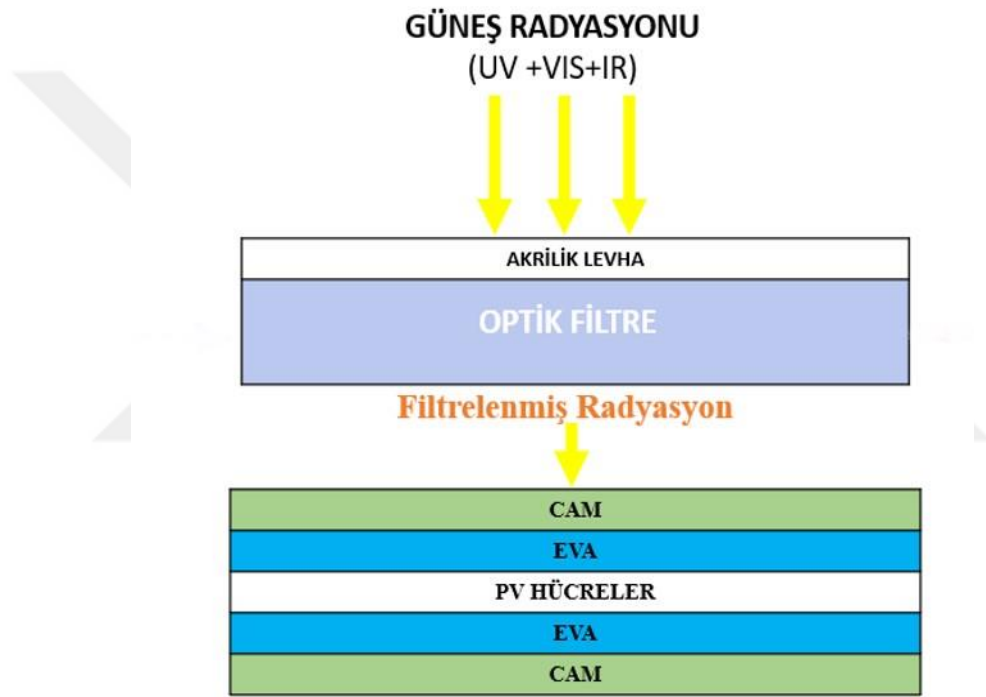 GÜNEŞ RADYASYONU
(UV +VIS+IR)
AKRİLİK LEVHA
OPTİK FİLTRE
Filtrelenmiş Radyasyon
CAM
EVA
PV HÜCRELER
EVA
CAM